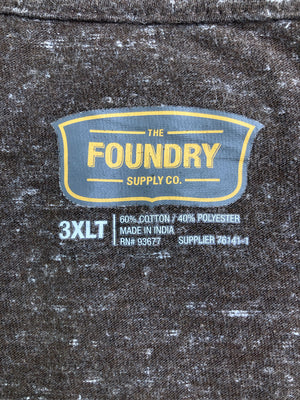 THE
FOUNDRY
SUPPLY CO.
3XLT
60% COTTON / 40% POLYESTER
MADE IN INDIA
RN# 93677 SUPPLIER 76141-1